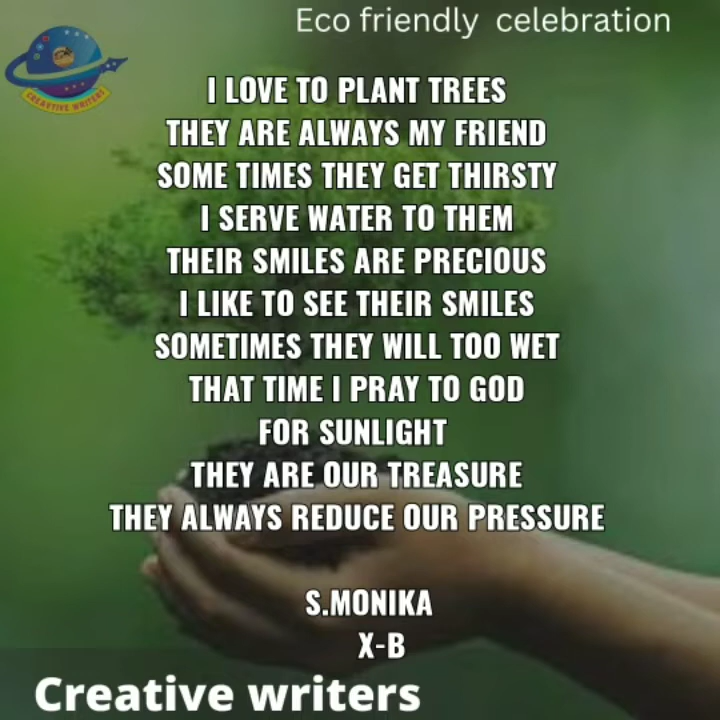 Eco friendly celebration
CREAVTIVE WRITERS
I LOVE TO PLANT TREES
THEY ARE ALWAYS MY FRIEND
SOME TIMES THEY GET THIRSTY
I SERVE WATER TO THEM
THEIR SMILES ARE PRECIOUS
I LIKE TO SEE THEIR SMILES
SOMETIMES THEY WILL TOO WET
THAT TIME I PRAY TO GOD
FOR SUNLIGHT
THEY ARE OUR TREASURE
THEY ALWAYS REDUCE OUR PRESSURE
S.MONIKA
X-B
Creative writers